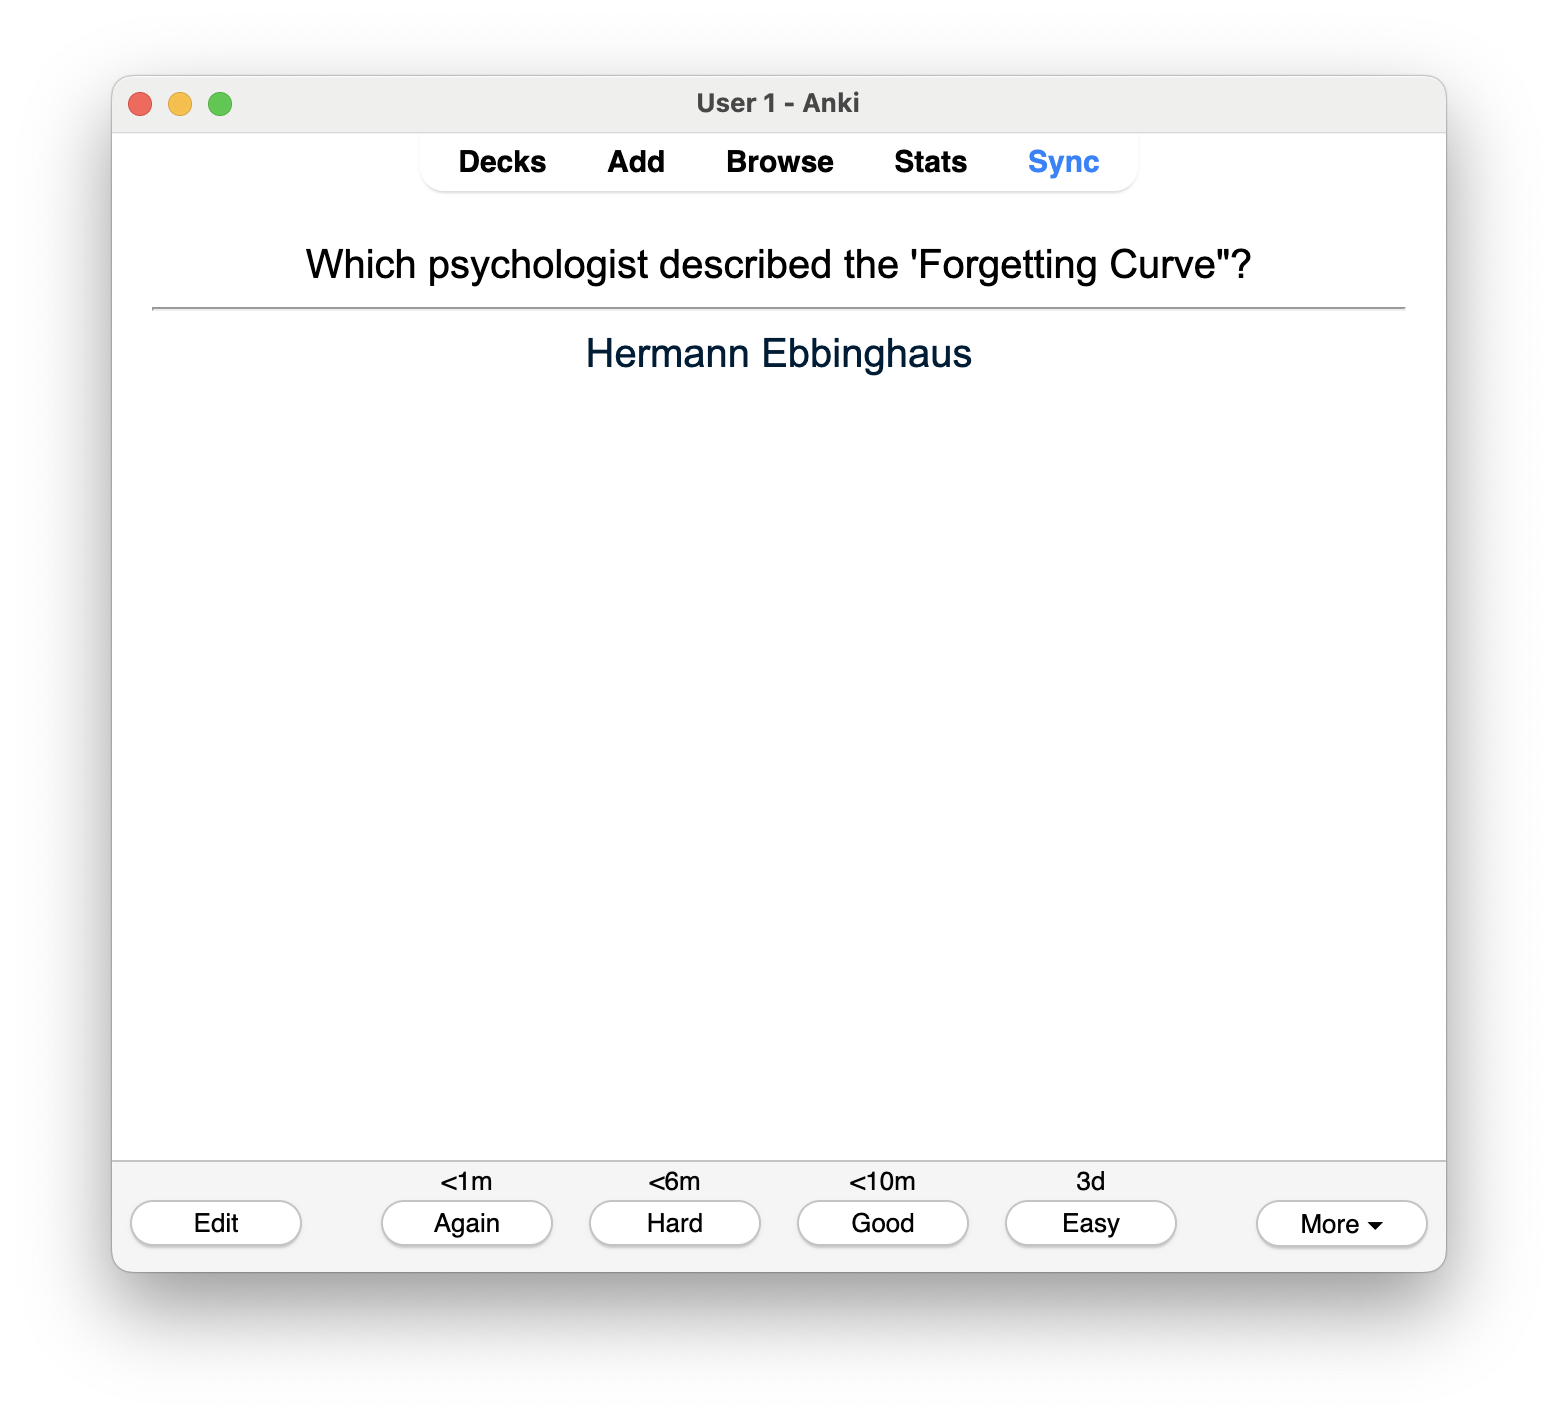 User 1 - Anki
Decks Add Browse Stats Sync
Which psychologist described the 'Forgetting Curve"?
Hermann Ebbinghaus
<1m <6m <10m 3d
Edit Again Hard Good Easy More